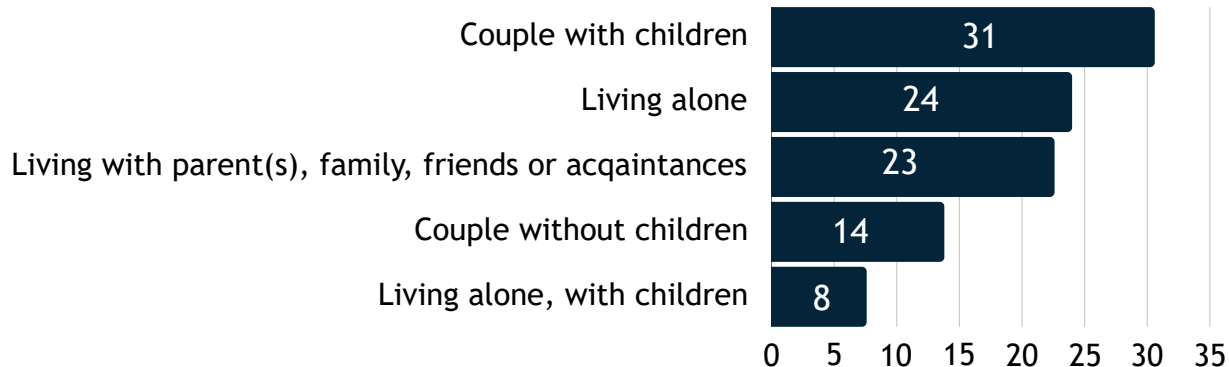 Couple with children 31
Living alone 24
Living with parent(s), family, friends or acqaintances 23
Couple without children 14
Living alone, with children 8
0 5 10 15 20 25 30 35